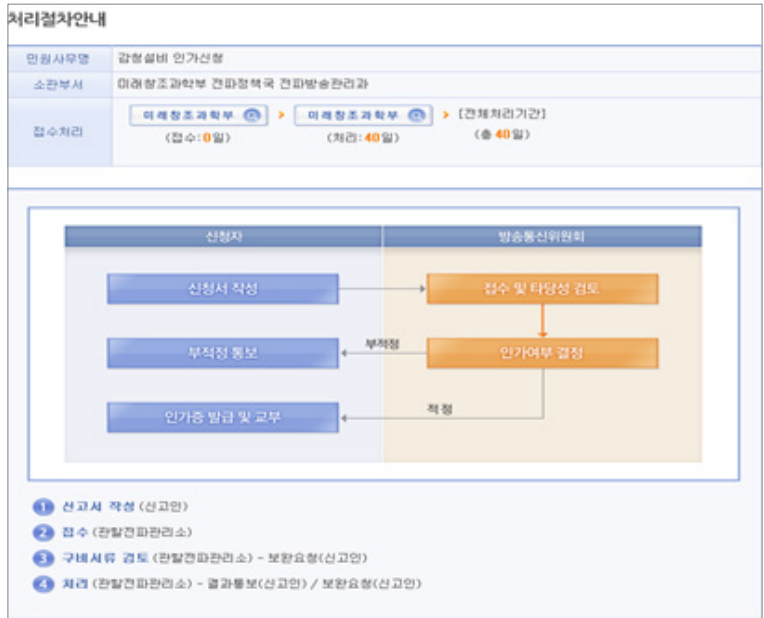 처리절차안내
민원사무명 감청설비 인가신청
소관부서 미래창조과학부 전파정책국 전파방송관리과
접수처리 미래창조과학부 > 미래창조과학부 > [전체처리기간]
(접수:0일) (처리:40일) (총 40일)
신청자 방송통신위원회
신청서 작성 접수 및 타당성 검토
부적정 통보 부적정 인가여부 결정
인가증 발급 및 교부 적정
1 신고서 작성 (신고인)
2 접수 (관할전파관리소)
3 구비서류 검토 (관할전파관리소) - 보완요청(신고인)
4 처리 (관할전파관리소) - 결과통보(신고인) / 보완요청(신고인)